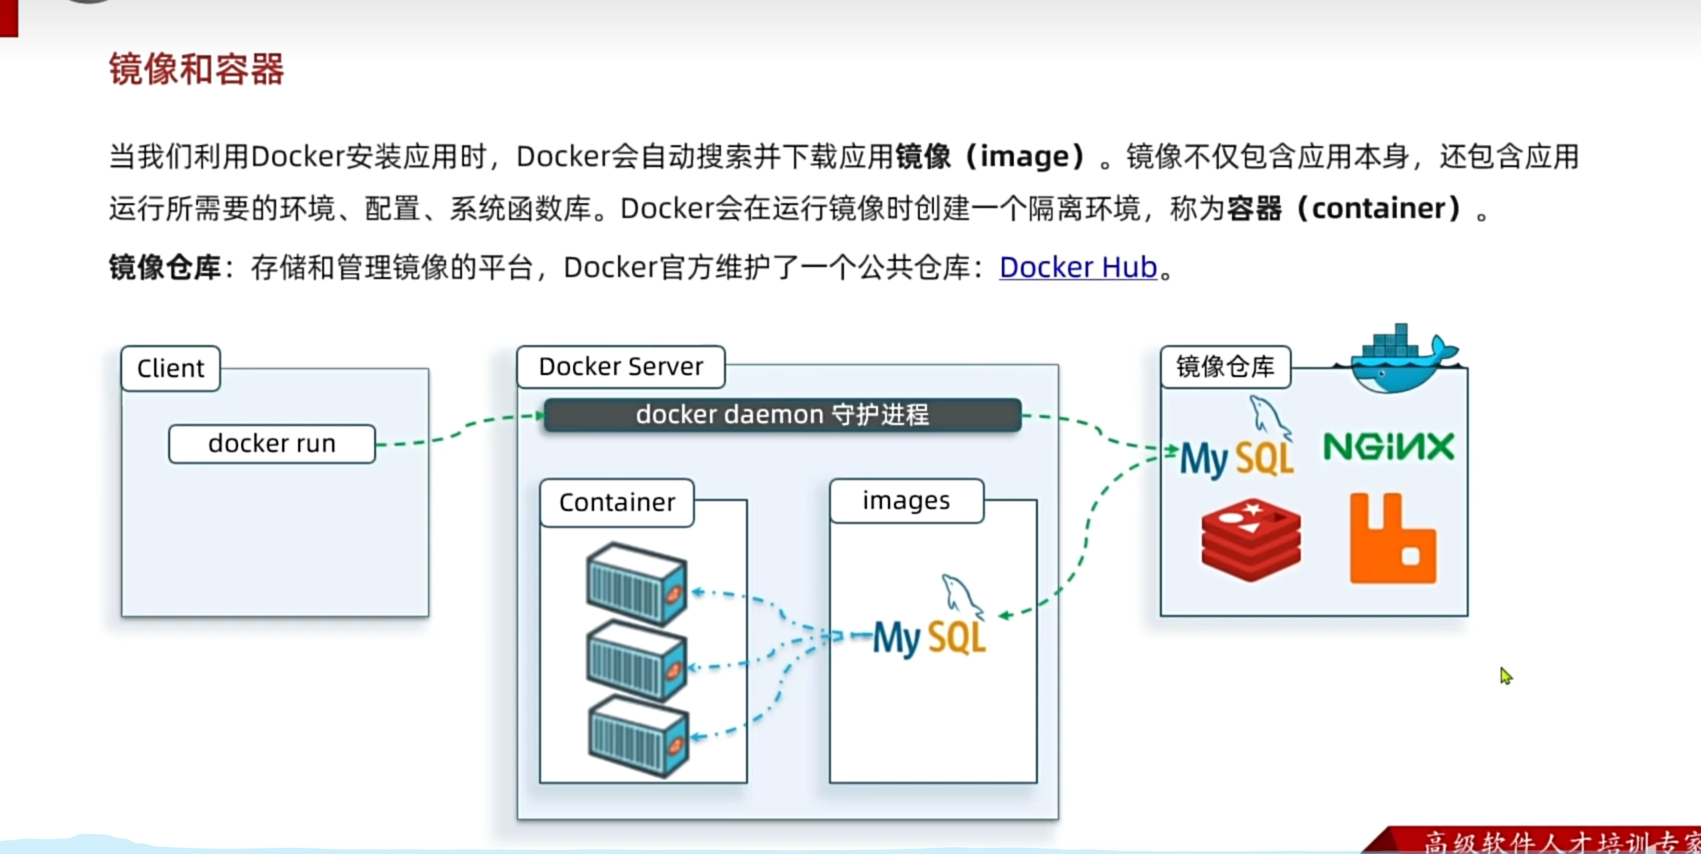 镜像和容器
当我们利用Docker安装应用时，Docker会自动搜索并下载应用镜像（image）。镜像不仅包含应用本身，还包含应用
运行所需要的环境、配置、系统函数库。Docker会在运行镜像时创建一个隔离环境，称为容器（container）。
镜像仓库：存储和管理镜像的平台，Docker官方维护了一个公共仓库：Docker Hub。
Client
docker run
Docker Server
docker daemon 守护进程
Container
images
MySQL
镜像仓库
MySQL
NGINX
高级软件人才培训专家